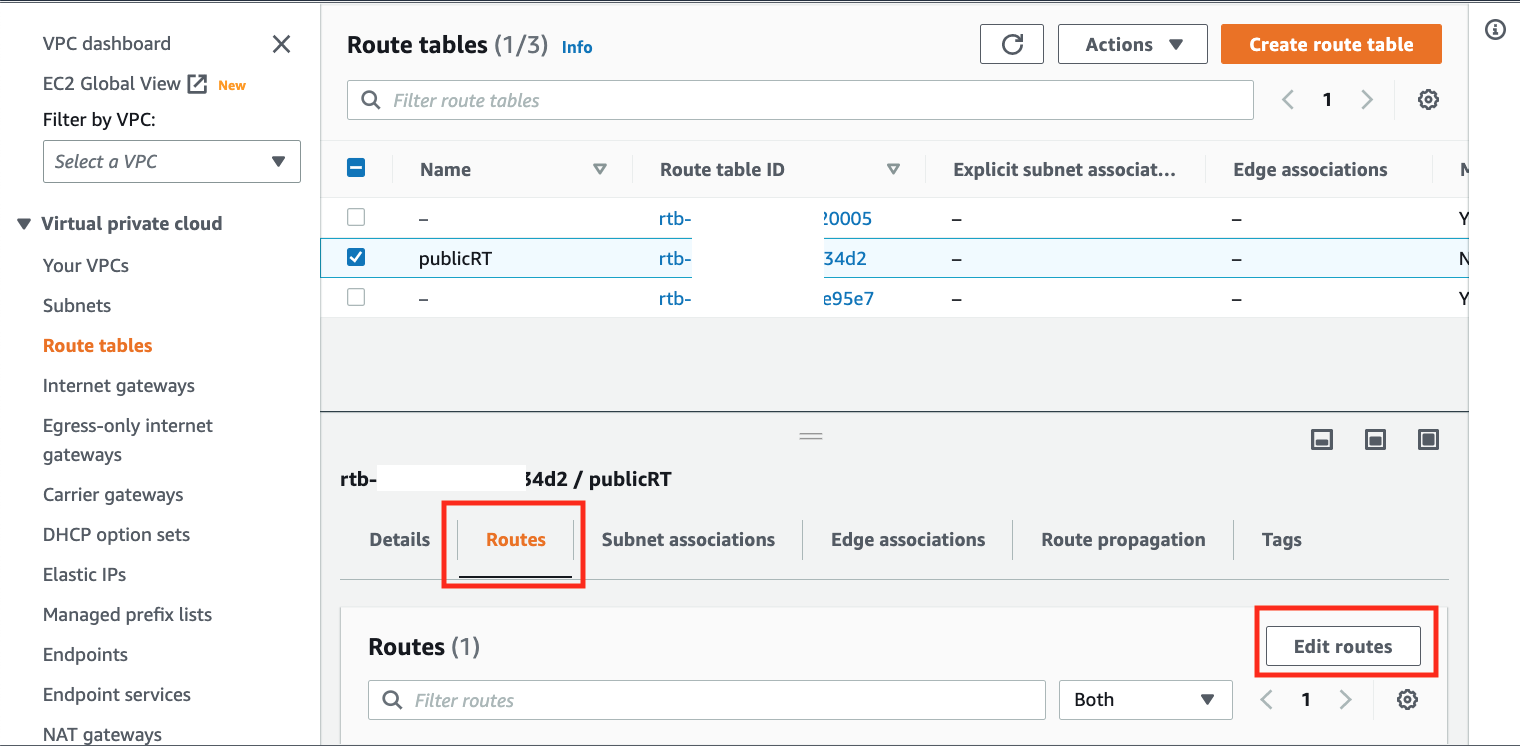 VPC dashboard
EC2 Global View New
Filter by VPC:
Select a VPC
Virtual private cloud
Your VPCs
Subnets
Route tables
Internet gateways
Egress-only internet
gateways
Carrier gateways
DHCP option sets
Elastic IPs
Managed prefix lists
Endpoints
Endpoint services
NAT gateways
Route tables (1/3) Info
Actions
Create route table
Filter route tables
1
Name Route table ID Explicit subnet associat... Edge associations
– rtb- 20005 – – Y
publicRT rtb- 34d2 – – N
– rtb- e95e7 – – Y
rtb- 34d2 / publicRT
Details Routes Subnet associations Edge associations Route propagation Tags
Routes (1)
Edit routes
Filter routes
Both
1